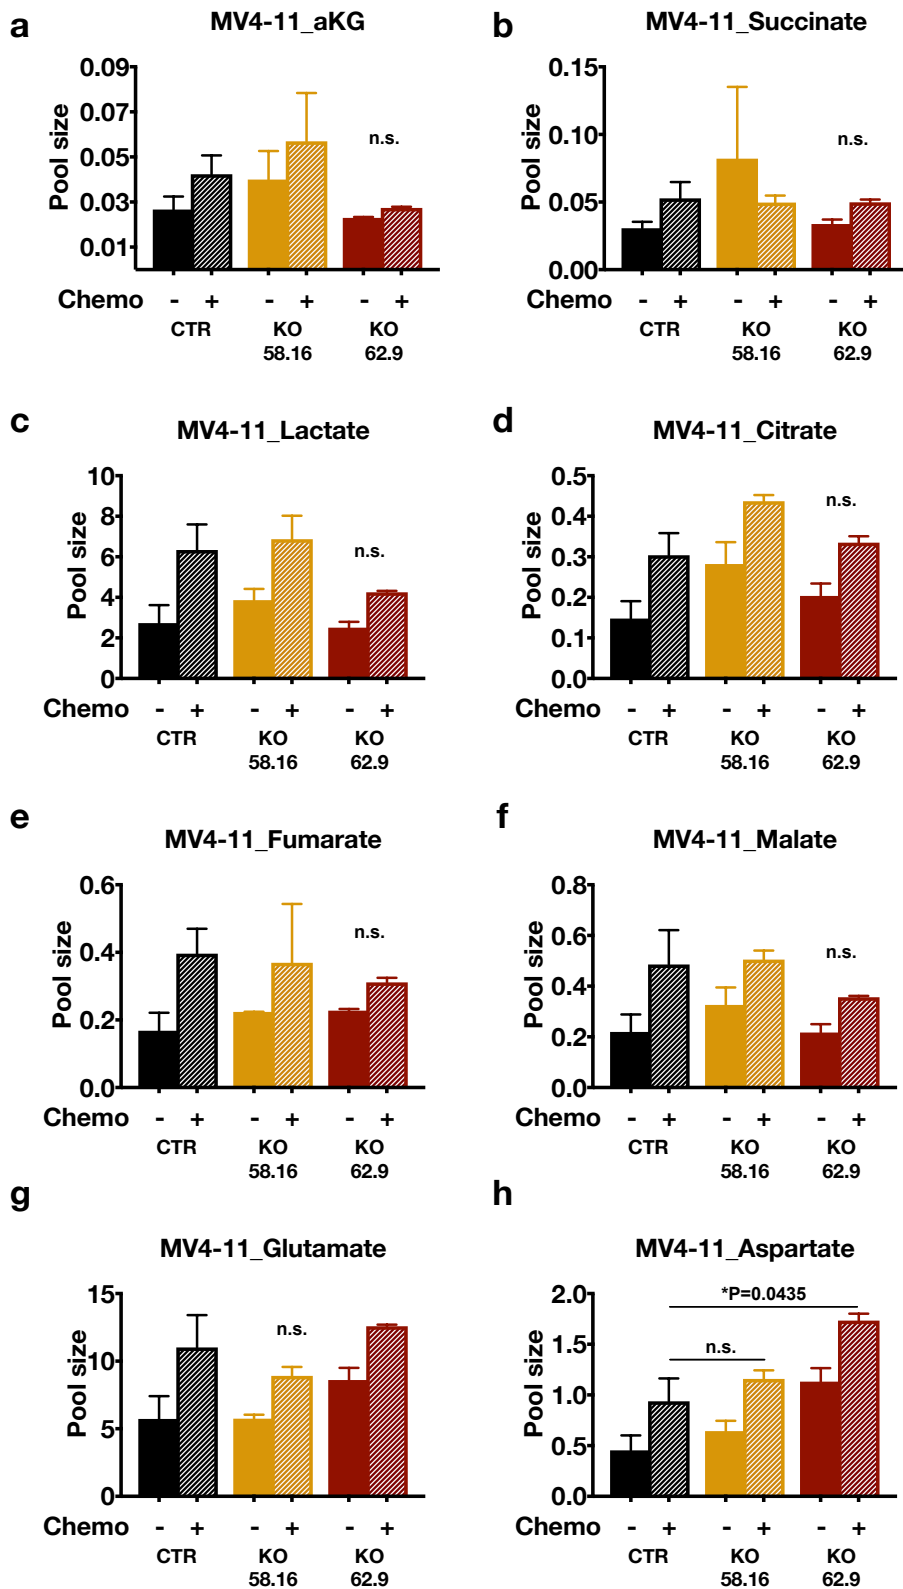 a
MV4-11_aKG
Pool size
0.09
0.07
0.05
0.03
0.01
n.s.
Chemo - + - + - +
CTR KO KO
58.16 62.9
b
MV4-11_Succinate
Pool size
0.15
0.10
0.05
0.00
n.s.
Chemo - + - + - +
CTR KO KO
58.16 62.9
c
MV4-11_Lactate
Pool size
10
8
6
4
2
0
n.s.
Chemo - + - + - +
CTR KO KO
58.16 62.9
d
MV4-11_Citrate
Pool size
0.5
0.4
0.3
0.2
0.1
0.0
n.s.
Chemo - + - + - +
CTR KO KO
58.16 62.9
e
MV4-11_Fumarate
Pool size
0.6
0.4
0.2
0.0
n.s.
Chemo - + - + - +
CTR KO KO
58.16 62.9
f
MV4-11_Malate
Pool size
0.8
0.6
0.4
0.2
0.0
n.s.
Chemo - + - + - +
CTR KO KO
58.16 62.9
g
MV4-11_Glutamate
Pool size
15
10
5
0
n.s.
Chemo - + - + - +
CTR KO KO
58.16 62.9
h
MV4-11_Aspartate
Pool size
2.0
1.5
1.0
0.5
0.0
*P=0.0435
n.s.
Chemo - + - + - +
CTR KO KO
58.16 62.9